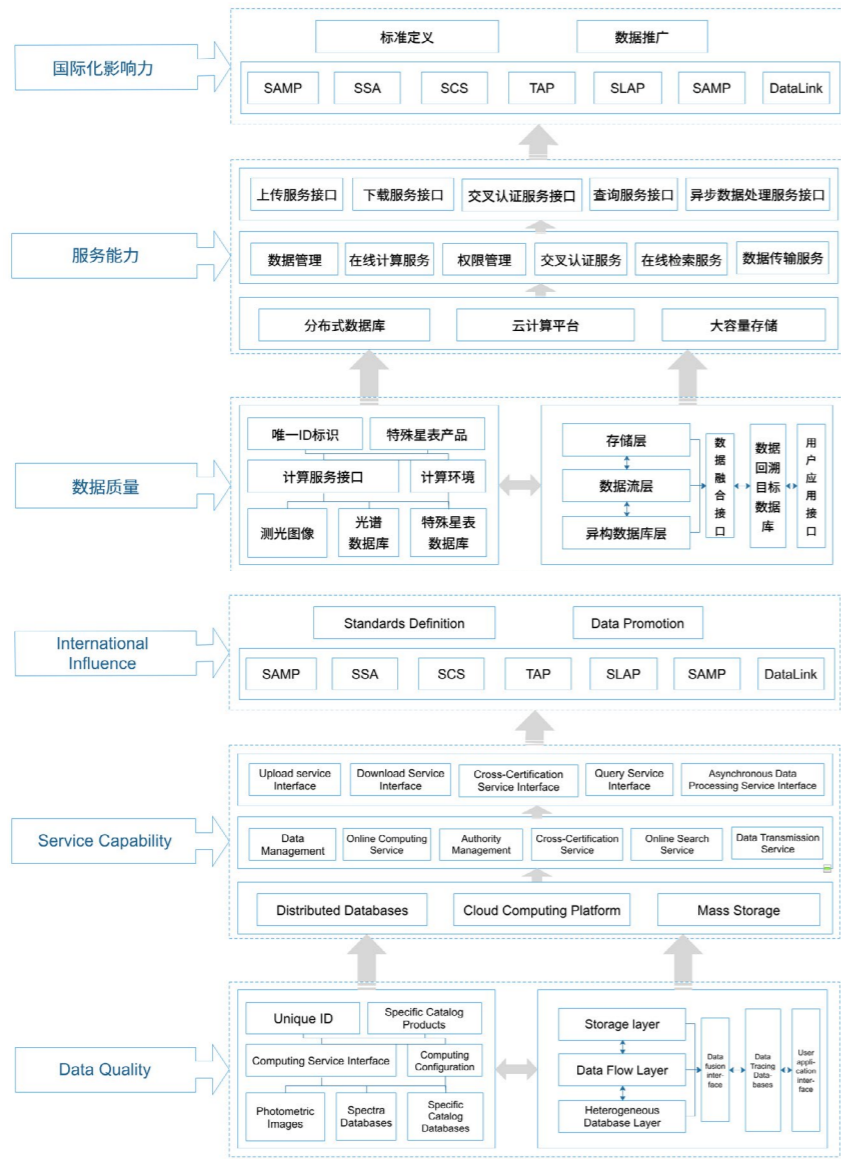 国际化影响力
标准定义
数据推广
SAMP
SSA
SCS
TAP
SLAP
SAMP
DataLink
服务能力
上传服务接口
下载服务接口
交叉认证服务接口
查询服务接口
异步数据处理服务接口
数据管理
在线计算服务
权限管理
交叉认证服务
在线检索服务
数据传输服务
分布式数据库
云计算平台
大容量存储
数据质量
唯一ID标识
特殊星表产品
计算服务接口
计算环境
测光图像
光谱
数据库
特殊星表
数据库
存储层
数据流层
异构数据库层
数据融合接口
数据
回溯
目标
数据
库
用户应用接口
International
Influence
Standards Definition
Data Promotion
SAMP
SSA
SCS
TAP
SLAP
SAMP
DataLink
Service Capability
Upload service
Interface
Download Service
Interface
Cross-Certification
Service Interface
Query Service
Interface
Asynchronous Data
Processing Service Interface
Data
Management
Online Computing
Service
Authority
Management
Cross-Certification
Service
Online Search
Service
Data Transmission
Service
Distributed Databases
Cloud Computing Platform
Mass Storage
Data Quality
Unique ID
Specific Catalog
Products
Computing Service Interface
Computing
Configuration
Photometric
Images
Spectra
Databases
Specific
Catalog
Databases
Storage layer
Data Flow Layer
Heterogeneous
Database Layer
Data
fusion
inter-
face
Data
Tracing
Data-
bases
User
appl-
ication
inter-
face